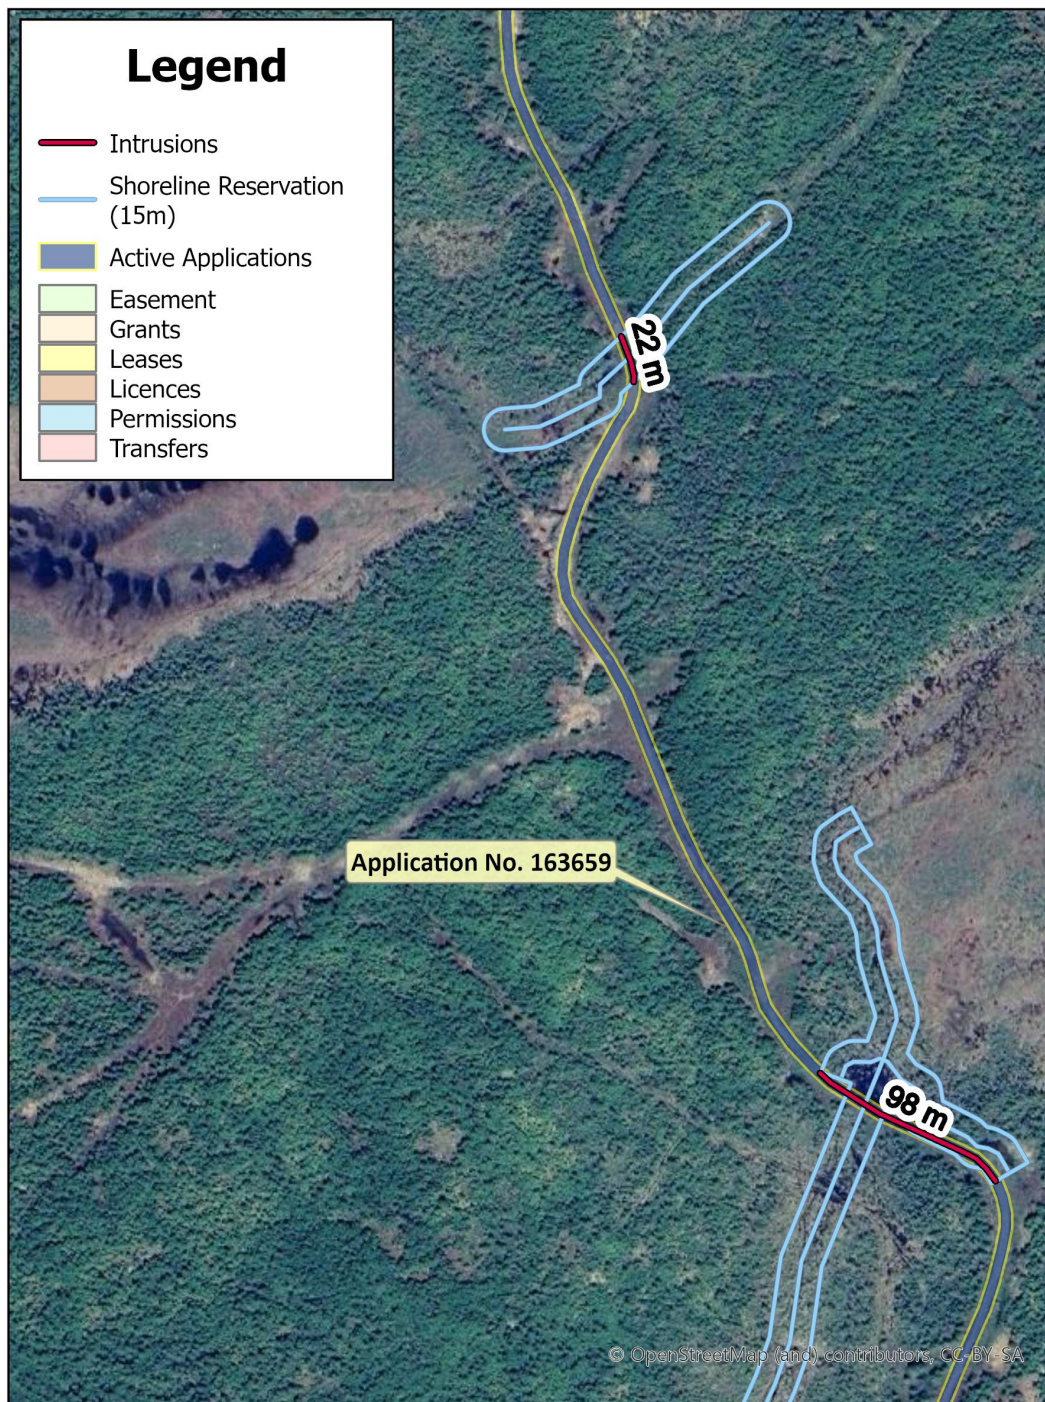 Legend
Intrusions
Shoreline Reservation
(15m)
Active Applications
Easement
Grants
Leases
Licences
Permissions
Transfers
22 m
Application No. 163659
98 m
© OpenStreetMap (and) contributors, CC-BY-SA